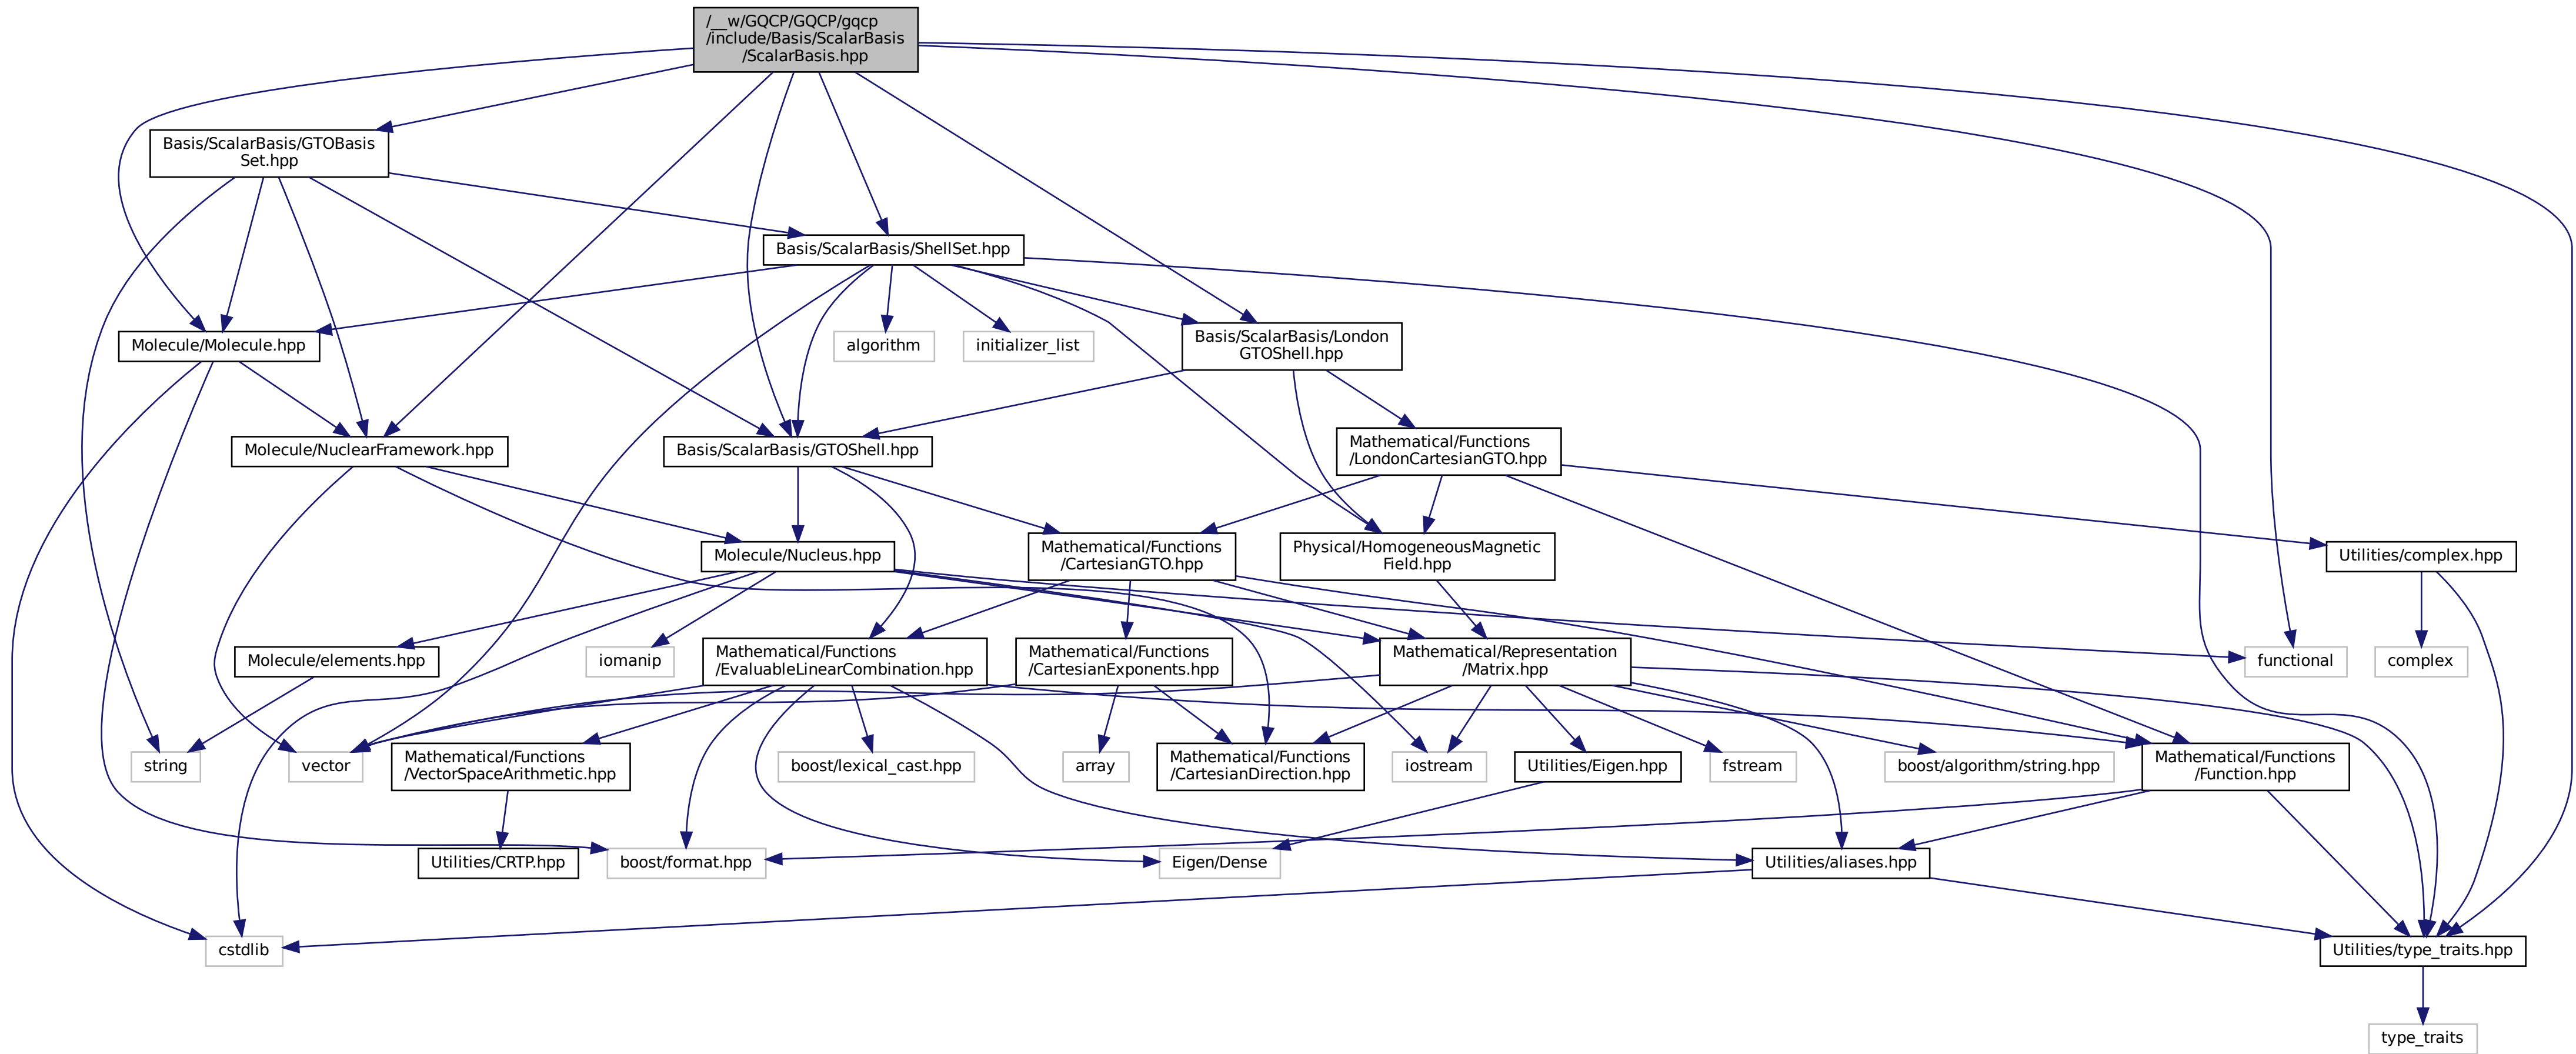 /__w/GQCP/GQCP/gqcp
/include/Basis/ScalarBasis
/ScalarBasis.hpp
Basis/ScalarBasis/GTOBasis
Set.hpp
Basis/ScalarBasis/ShellSet.hpp
Molecule/Molecule.hpp
algorithm
initializer_list
Basis/ScalarBasis/London
GTOShell.hpp
Molecule/NuclearFramework.hpp
Basis/ScalarBasis/GTOShell.hpp
Mathematical/Functions
/LondonCartesianGTO.hpp
Molecule/Nucleus.hpp
Mathematical/Functions
/CartesianGTO.hpp
Physical/HomogeneousMagnetic
Field.hpp
Utilities/complex.hpp
Molecule/elements.hpp
iomanip
Mathematical/Functions
/EvaluableLinearCombination.hpp
Mathematical/Functions
/CartesianExponents.hpp
Mathematical/Representation
/Matrix.hpp
functional
complex
string
vector
Mathematical/Functions
/VectorSpaceArithmetic.hpp
boost/lexical_cast.hpp
array
Mathematical/Functions
/CartesianDirection.hpp
iostream
Utilities/Eigen.hpp
fstream
boost/algorithm/string.hpp
Mathematical/Functions
/Function.hpp
Utilities/CRTP.hpp
boost/format.hpp
Eigen/Dense
Utilities/aliases.hpp
cstdlib
Utilities/type_traits.hpp
type_traits